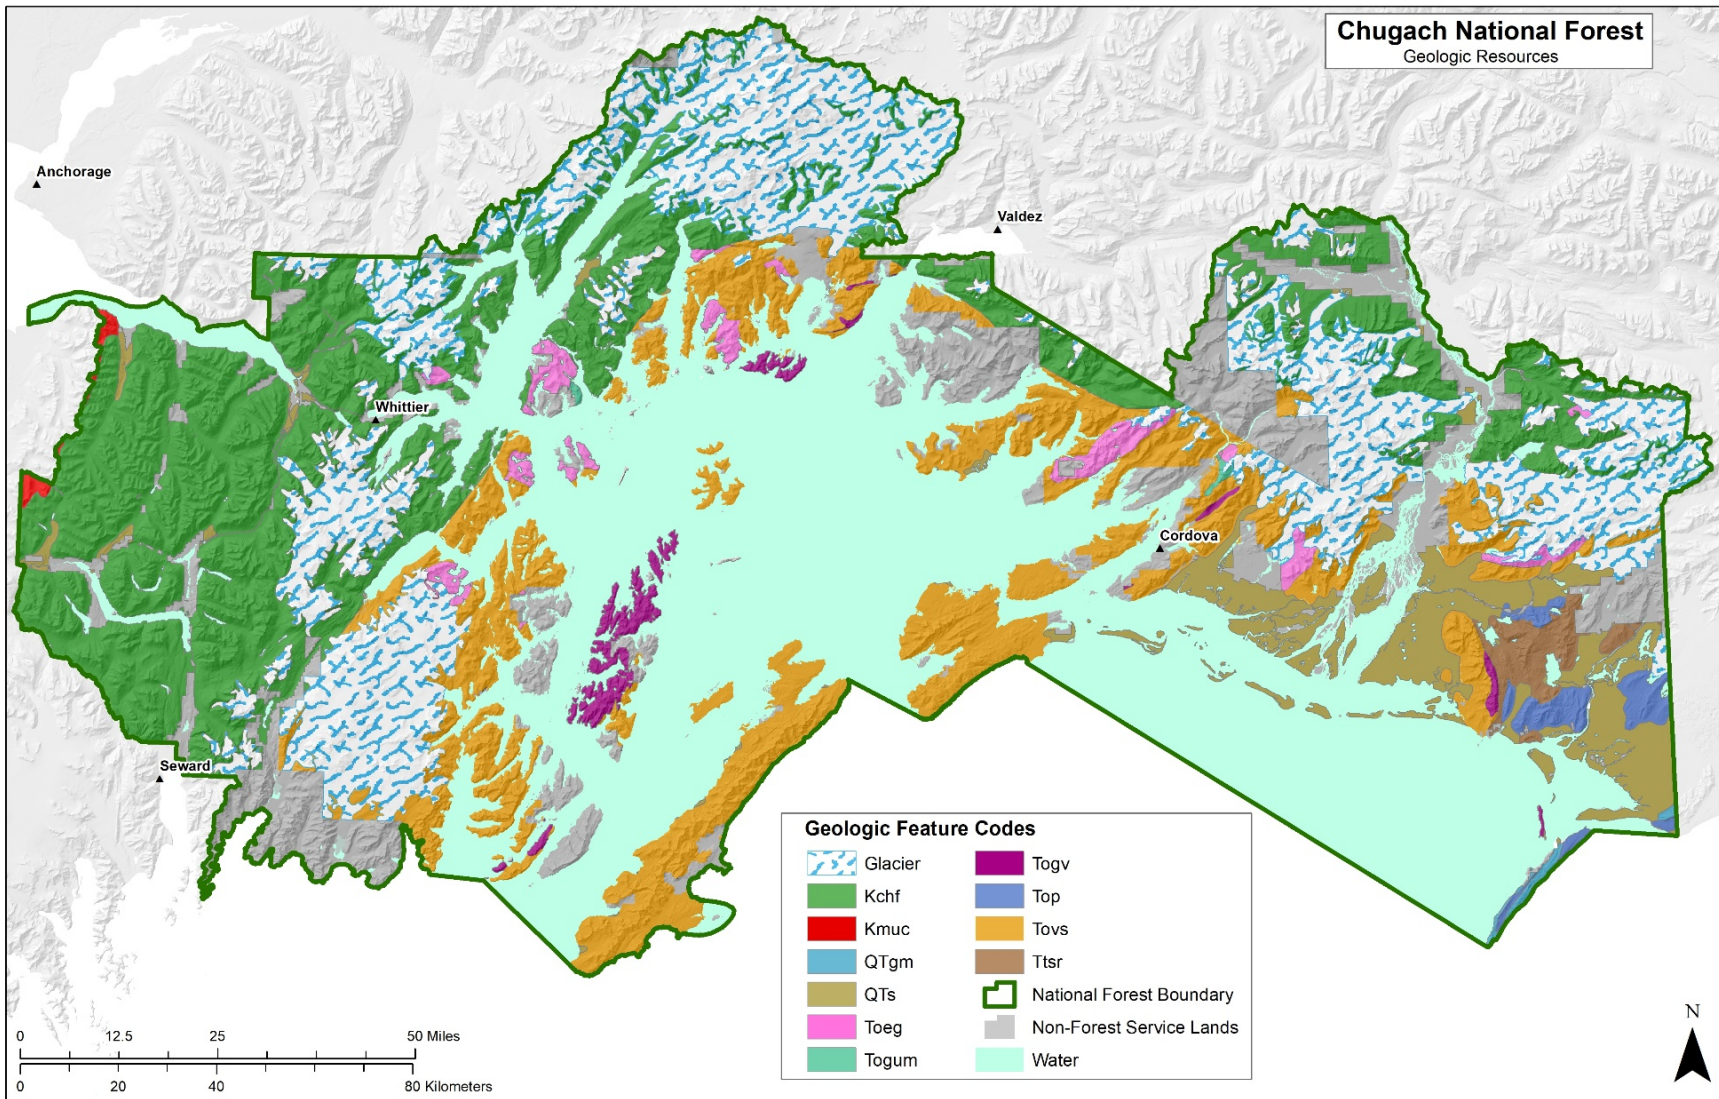 Chugach National Forest
Geologic Resources
Anchorage
Valdez
Whittier
Cordova
Seward
Geologic Feature Codes
Glacier
Kchf
Kmuc
QTgm
QTs
Toeg
Togum
Togv
Top
Tovs
Ttsr
National Forest Boundary
Non-Forest Service Lands
Water
0 12.5 25 50 Miles
0 20 40 80 Kilometers
N